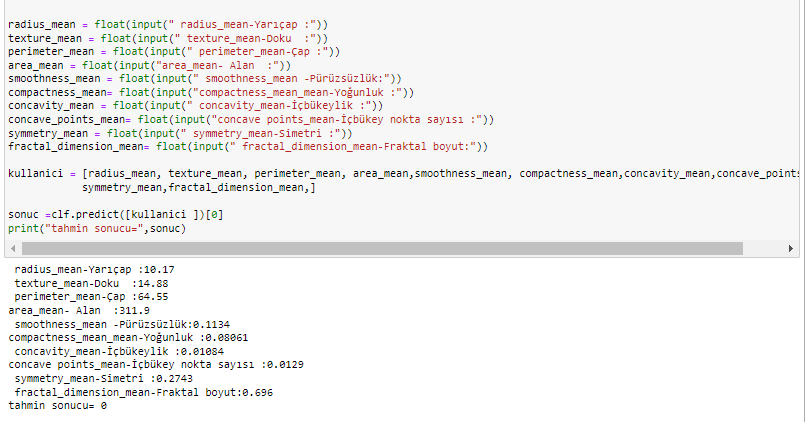 radius_mean = float(input(" radius_mean-Yarıçap :"))
texture_mean = float(input(" texture_mean-Doku  :"))
perimeter_mean = float(input(" perimeter_mean-Çap :"))
area_mean = float(input("area_mean- Alan  :"))
smoothness_mean = float(input(" smoothness_mean -Pürüzsüzlük:"))
compactness_mean= float(input("compactness_mean_mean-Yoğunluk :"))
concavity_mean = float(input(" concavity_mean-İçbükeylik :"))
concave_points_mean= float(input("concave points_mean-İçbükey nokta sayısı :"))
symmetry_mean = float(input(" symmetry_mean-Simetri :"))
fractal_dimension_mean= float(input(" fractal_dimension_mean-Fraktal boyut:"))
kullanici = [radius_mean, texture_mean, perimeter_mean, area_mean,smoothness_mean, compactness_mean,concavity_mean,concave_points
symmetry_mean,fractal_dimension_mean,]
sonuc =clf.predict([kullanici ])[0]
print("tahmin sonucu=",sonuc)
radius_mean-Yarıçap :10.17
texture_mean-Doku  :14.88
perimeter_mean-Çap :64.55
area_mean- Alan  :311.9
smoothness_mean -Pürüzsüzlük:0.1134
compactness_mean_mean-Yoğunluk :0.08061
concavity_mean-İçbükeylik :0.01084
concave points_mean-İçbükey nokta sayısı :0.0129
symmetry_mean-Simetri :0.2743
fractal_dimension_mean-Fraktal boyut:0.696
tahmin sonucu= 0